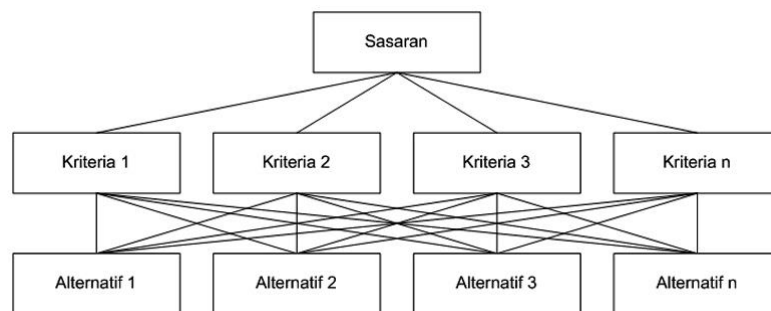 Sasaran
Kriteria 1
Kriteria 2
Kriteria 3
Kriteria n
Alternatif 1
Alternatif 2
Alternatif 3
Alternatif n